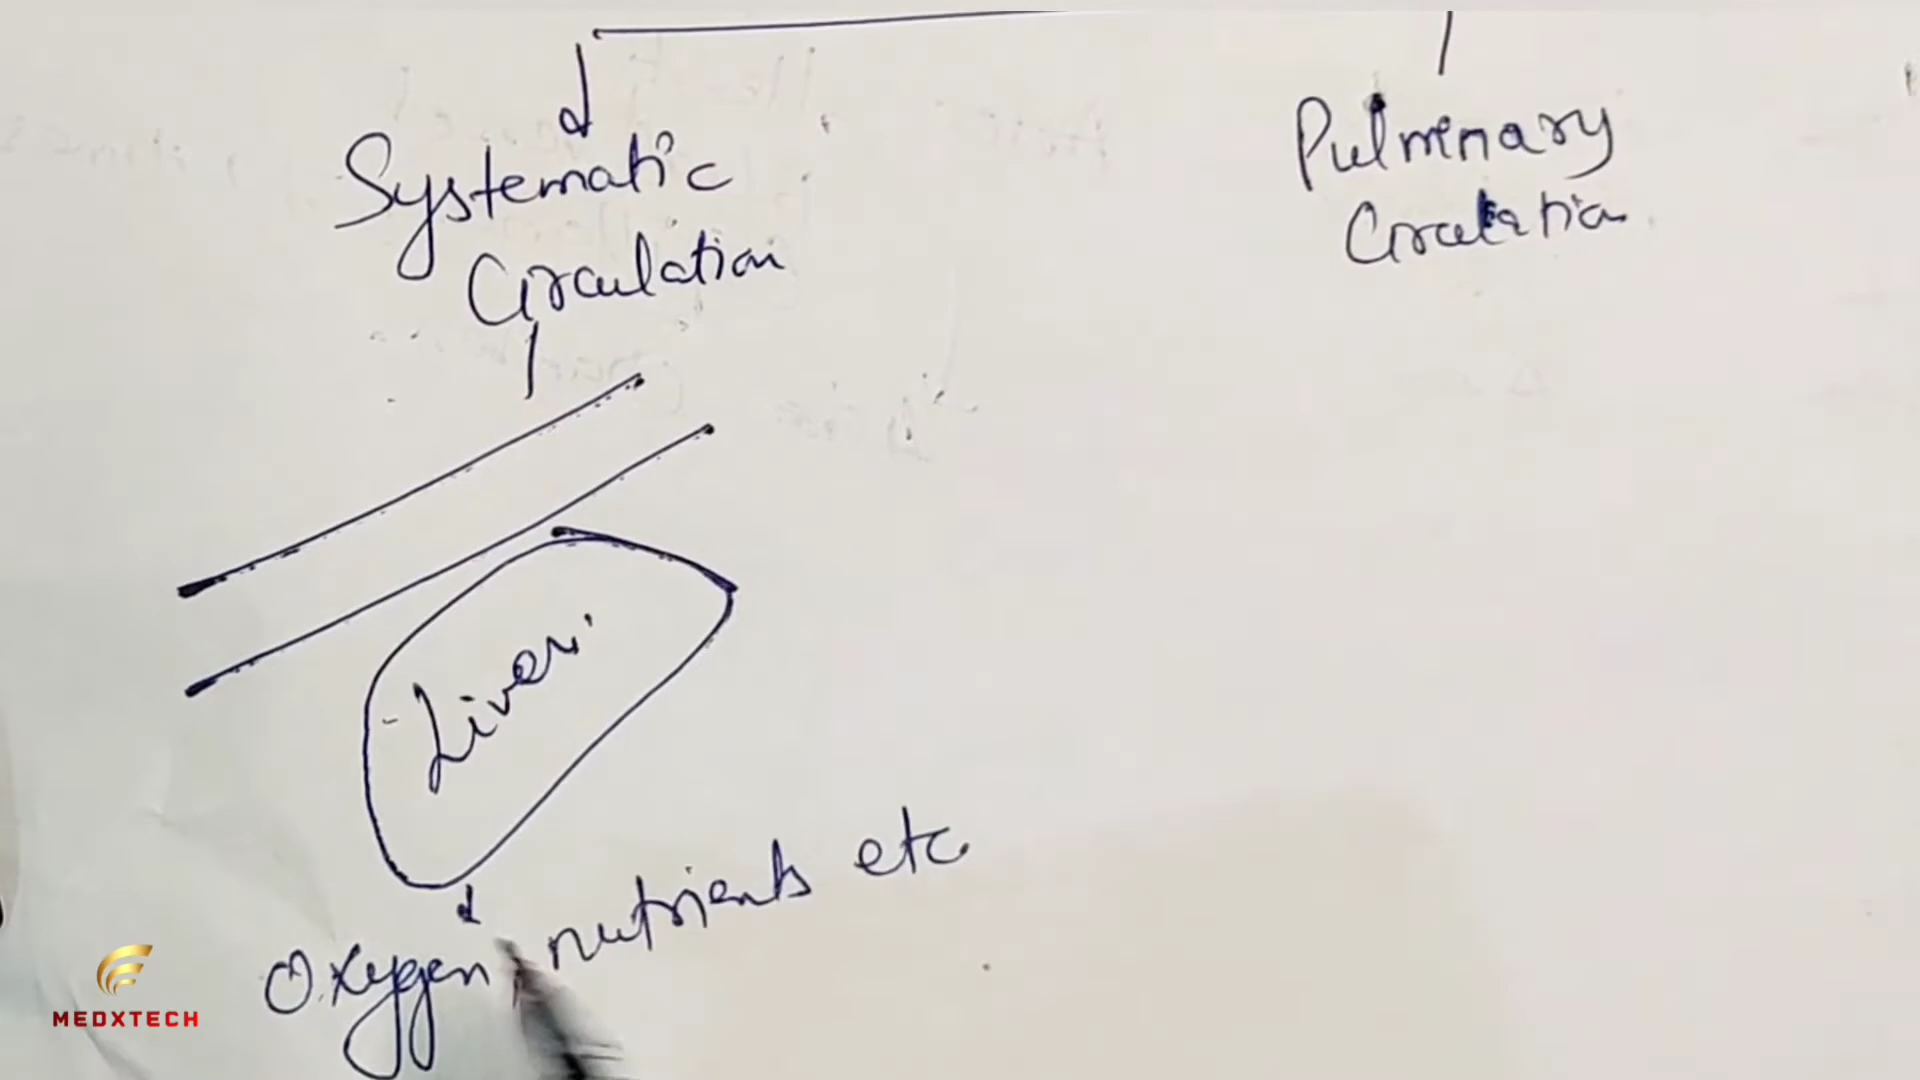 Systematic
Circulation
Pulmonary
Circulation
Liver
Oxygen, nutrients etc
MEDXTECH